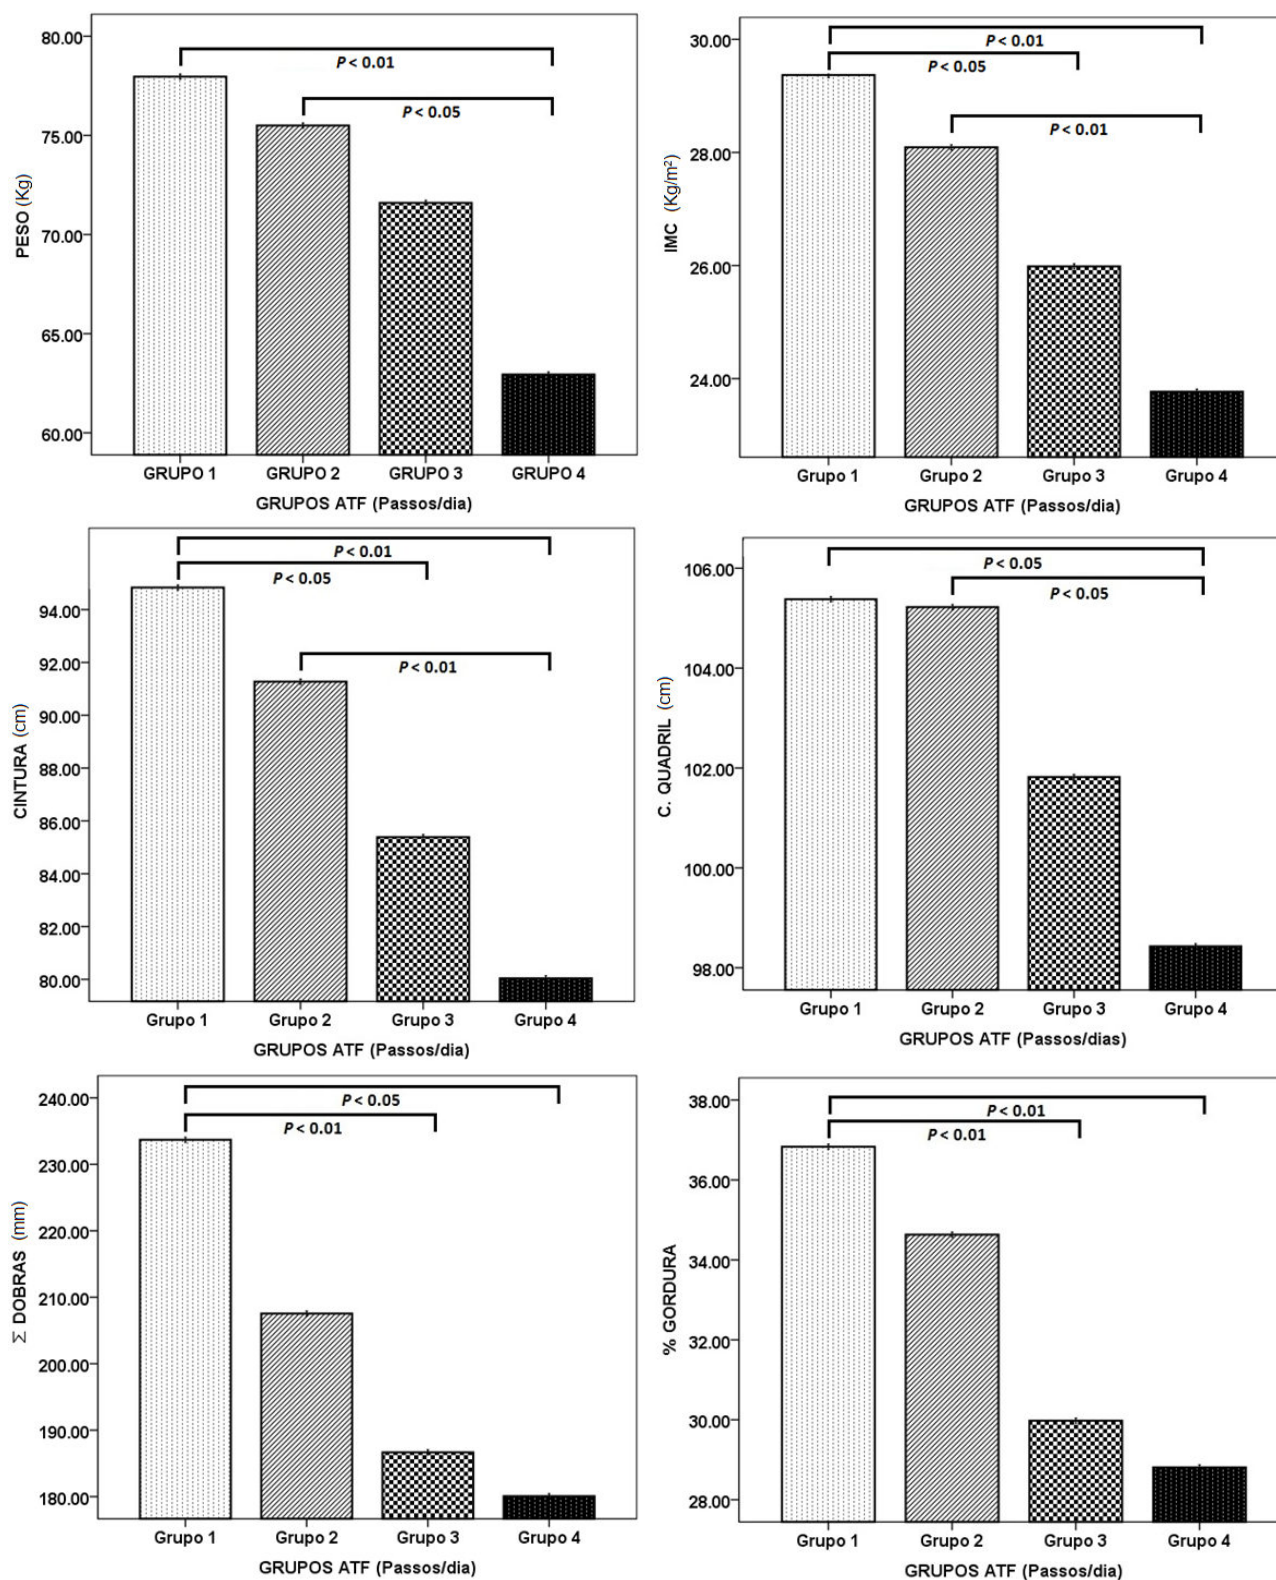 80.00
75.00
70.00
65.00
60.00
PESO (Kg)
P < 0.01
P < 0.05
GRUPO 1 GRUPO 2 GRUPO 3 GRUPO 4
GRUPOS ATF (Passos/dia)
30.00
28.00
26.00
24.00
IMC (Kg/m²)
P < 0.01
P < 0.05
P < 0.01
Grupo 1 Grupo 2 Grupo 3 Grupo 4
GRUPOS ATF (Passos/dia)
94.00
92.00
90.00
88.00
86.00
84.00
82.00
80.00
CINTURA (cm)
P < 0.01
P < 0.05
P < 0.01
Grupo 1 Grupo 2 Grupo 3 Grupo 4
GRUPOS ATF (Passos/dia)
106.00
104.00
102.00
100.00
98.00
C. QUADRIL (cm)
P < 0.05
P < 0.05
Grupo 1 Grupo 2 Grupo 3 Grupo 4
GRUPOS ATF (Passos/dias)
240.00
230.00
220.00
210.00
200.00
190.00
180.00
Σ DOBRAS (mm)
P < 0.05
P < 0.01
Grupo 1 Grupo 2 Grupo 3 Grupo 4
GRUPOS ATF (Passos/dia)
38.00
36.00
34.00
32.00
30.00
28.00
% GORDURA
P < 0.01
P < 0.01
Grupo 1 Grupo 2 Grupo 3 Grupo 4
GRUPOS ATF (Passos/dia)